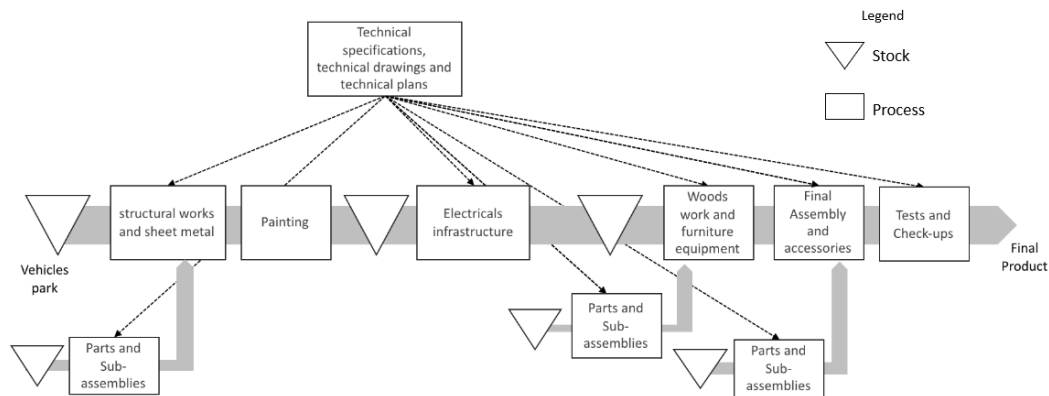 Legend
Stock
Process
Technical
specifications,
technical drawings and
technical plans
structural works
and sheet metal
Painting
Electricals
infrastructure
Woods
work and
furniture
equipment
Final
Assembly
and
accessories
Tests and
Check-ups
Vehicles
park
Final
Product
Parts and
Sub-
assemblies
Parts and
Sub-
assemblies
Parts and
Sub-
assemblies